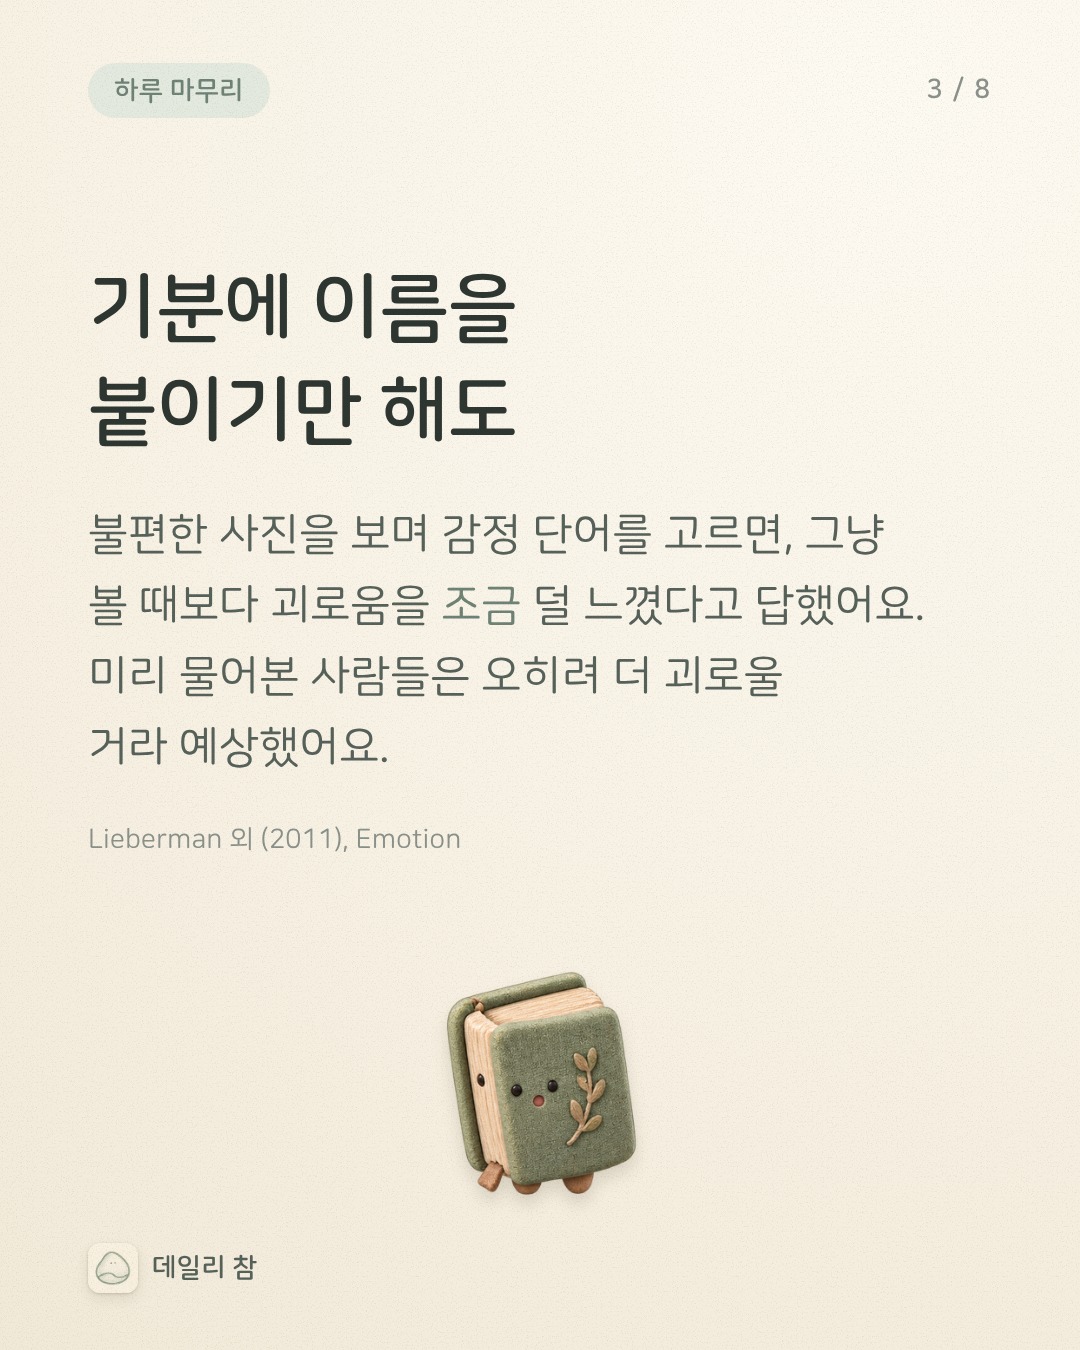 하루 마무리
3 / 8
기분에 이름을
붙이기만 해도
불편한 사진을 보며 감정 단어를 고르면, 그냥
볼 때보다 괴로움을 조금 덜 느꼈다고 답했어요.
미리 물어본 사람들은 오히려 더 괴로울
거라 예상했어요.
Lieberman 외 (2011), Emotion
데일리 참